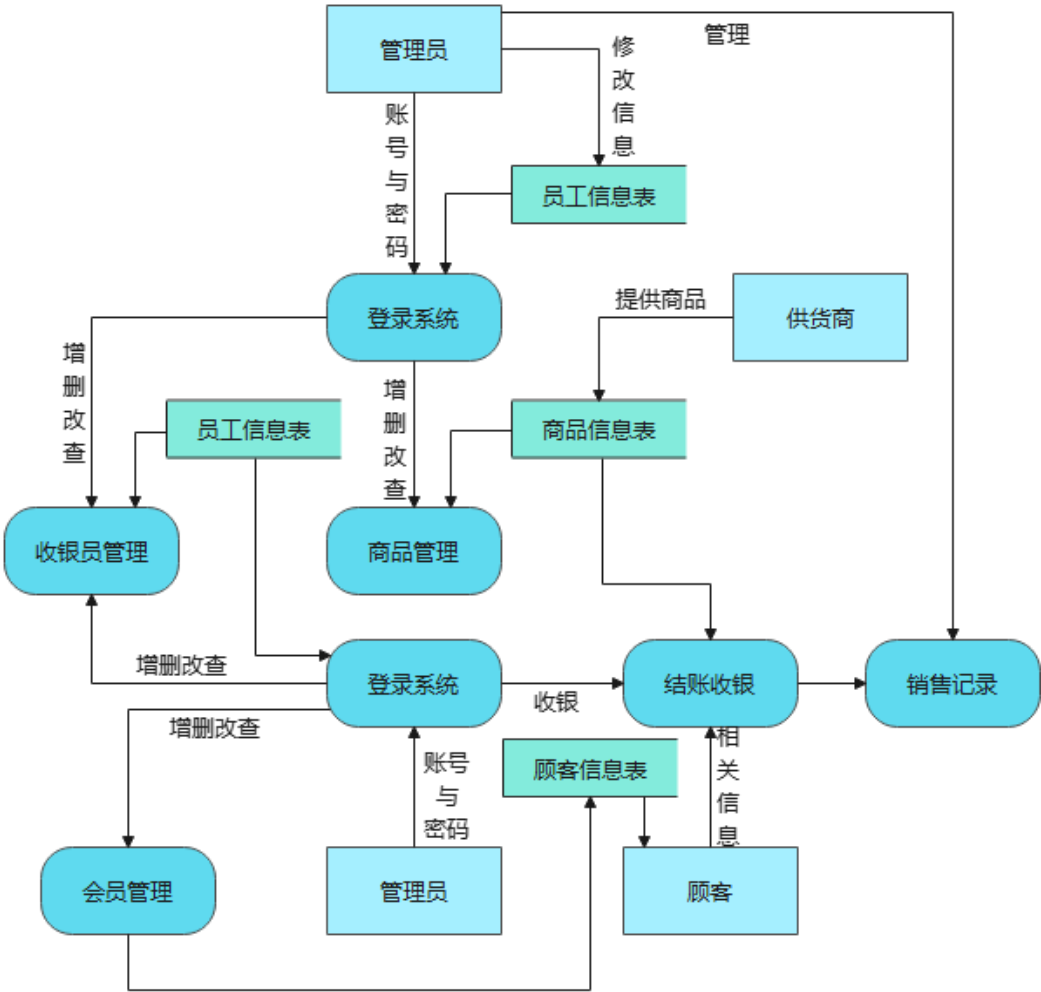 管理员
管理
修改信息
账号与密码
员工信息表
登录系统
提供商品
供货商
增删改查
增删改查
员工信息表
商品信息表
收银员管理
商品管理
增删改查
登录系统
收银
结账收银
销售记录
增删改查
账号
与
密码
顾客信息表
相关信息
会员管理
管理员
顾客